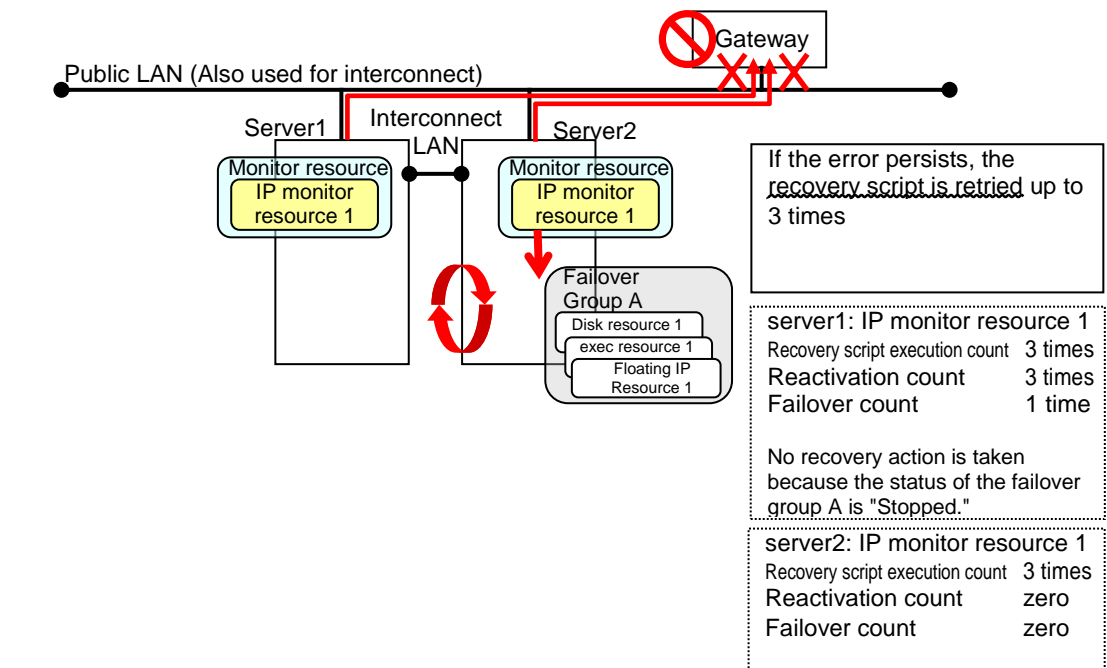 Gateway
Public LAN (Also used for interconnect)
Interconnect
LAN
Server1
Server2
Monitor resource
IP monitor
resource 1
Monitor resource
IP monitor
resource 1
Failover
Group A
Disk resource 1
exec resource 1
Floating IP
Resource 1
If the error persists, the
recovery script is retried up to
3 times
server1: IP monitor resource 1
Recovery script execution count 3 times
Reactivation count 3 times
Failover count 1 time
No recovery action is taken
because the status of the failover
group A is "Stopped."
server2: IP monitor resource 1
Recovery script execution count 3 times
Reactivation count zero
Failover count zero